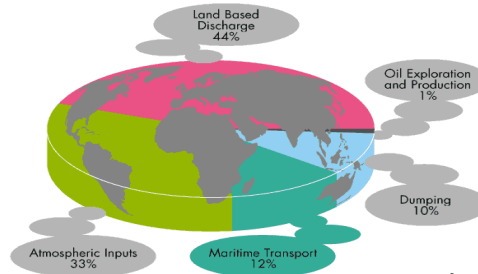 Land Based
Discharge
44%
Oil Exploration
and Production
1%
Dumping
10%
Maritime Transport
12%
Atmospheric Inputs
33%